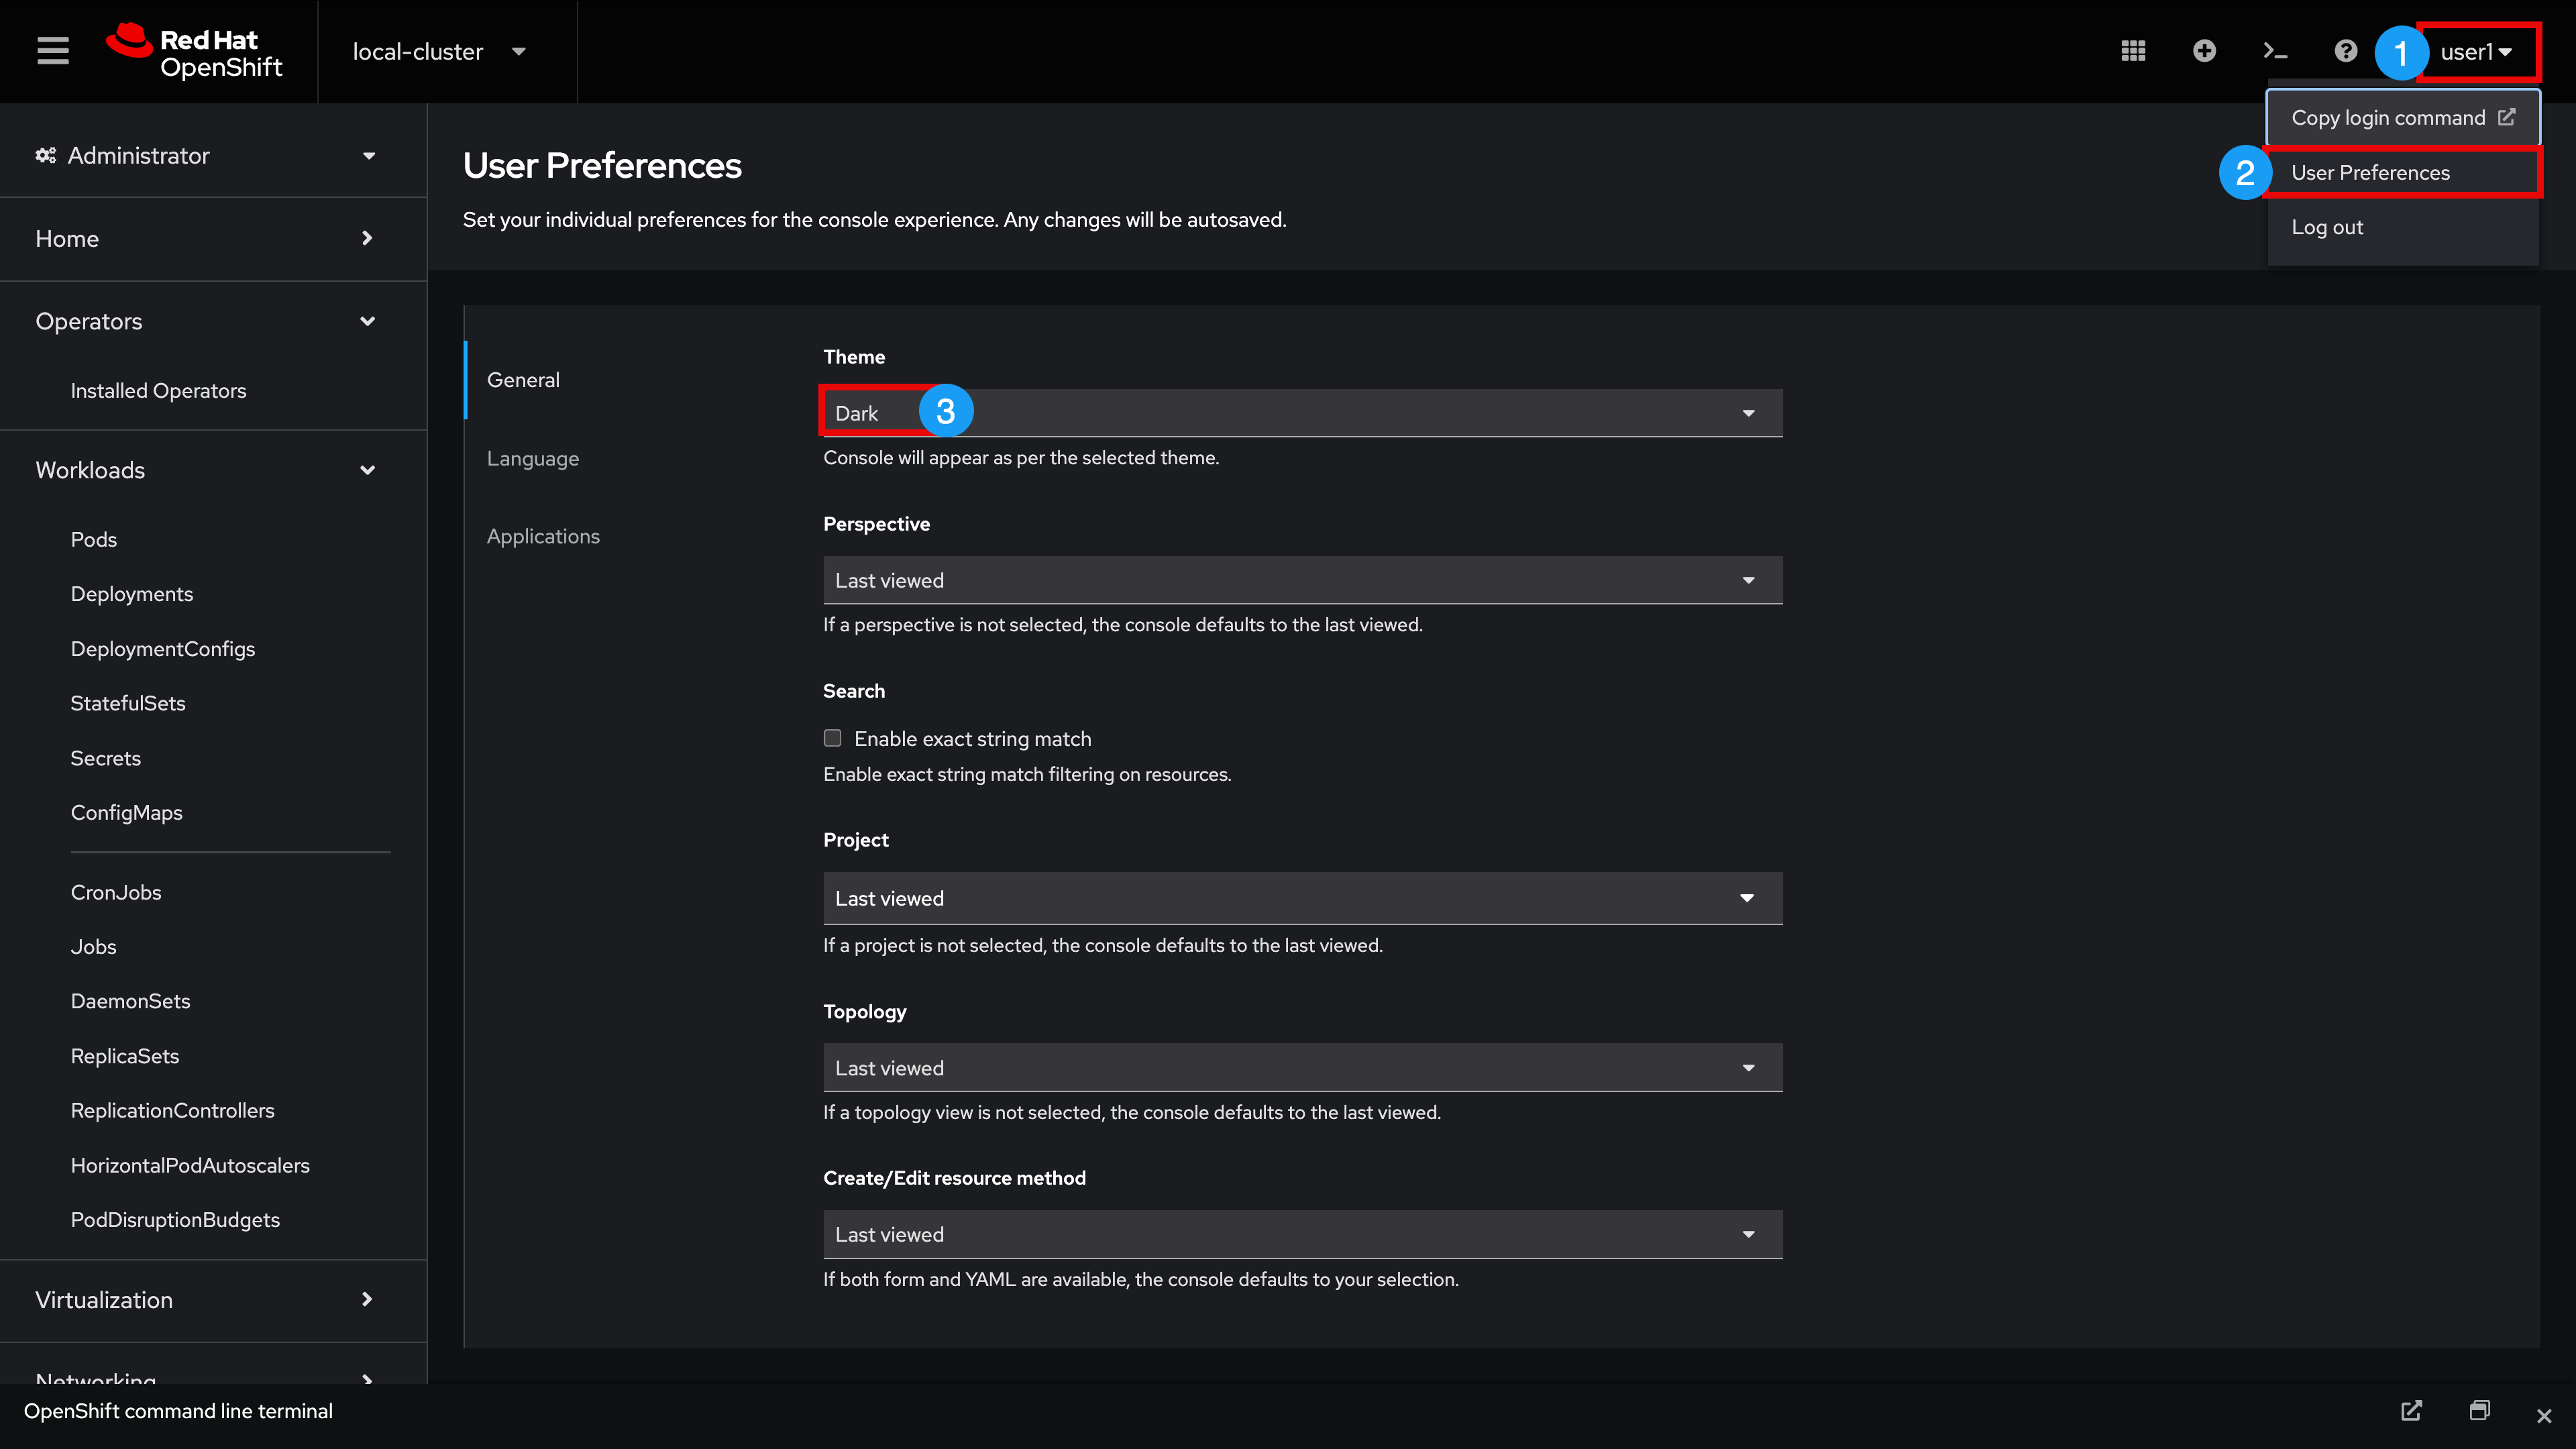 Red Hat
OpenShift
local-cluster
1
user1
Copy login command
2
User Preferences
Log out
Administrator
Home
Operators
Installed Operators
Workloads
Pods
Deployments
DeploymentConfigs
StatefulSets
Secrets
ConfigMaps
CronJobs
Jobs
DaemonSets
ReplicaSets
ReplicationControllers
HorizontalPodAutoscalers
PodDisruptionBudgets
Virtualization
Networking
User Preferences
Set your individual preferences for the console experience. Any changes will be autosaved.
General
Language
Applications
Theme
Dark
3
Console will appear as per the selected theme.
Perspective
Last viewed
If a perspective is not selected, the console defaults to the last viewed.
Search
Enable exact string match
Enable exact string match filtering on resources.
Project
Last viewed
If a project is not selected, the console defaults to the last viewed.
Topology
Last viewed
If a topology view is not selected, the console defaults to the last viewed.
Create/Edit resource method
Last viewed
If both form and YAML are available, the console defaults to your selection.
OpenShift command line terminal